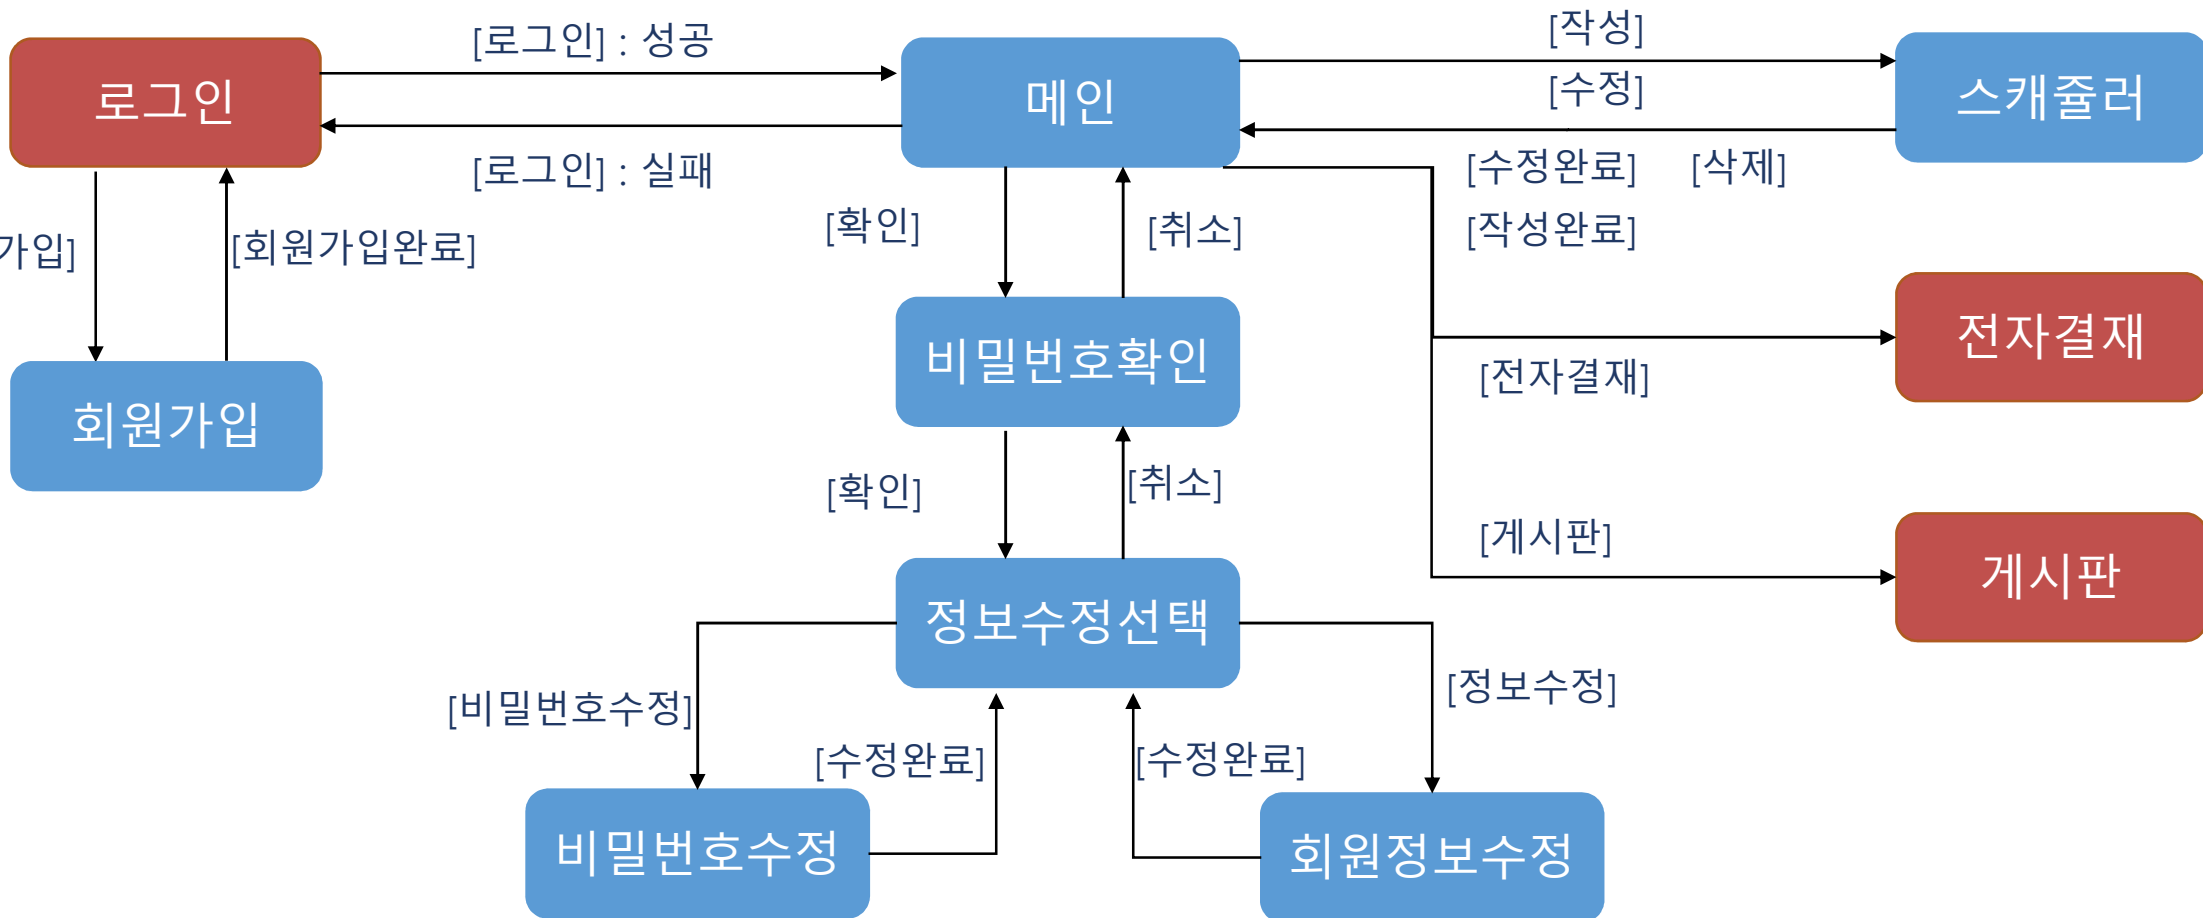 [로그인] : 성공
[작성]
로그인
메인
스캐쥴러
[수정]
[로그인] : 실패
[수정완료] [삭제]
[확인]
[취소]
[작성완료]
가입]
[회원가입완료]
전자결재
비밀번호확인
[전자결재]
회원가입
[확인]
[취소]
[게시판]
게시판
정보수정선택
[비밀번호수정]
[정보수정]
[수정완료]
[수정완료]
비밀번호수정
회원정보수정